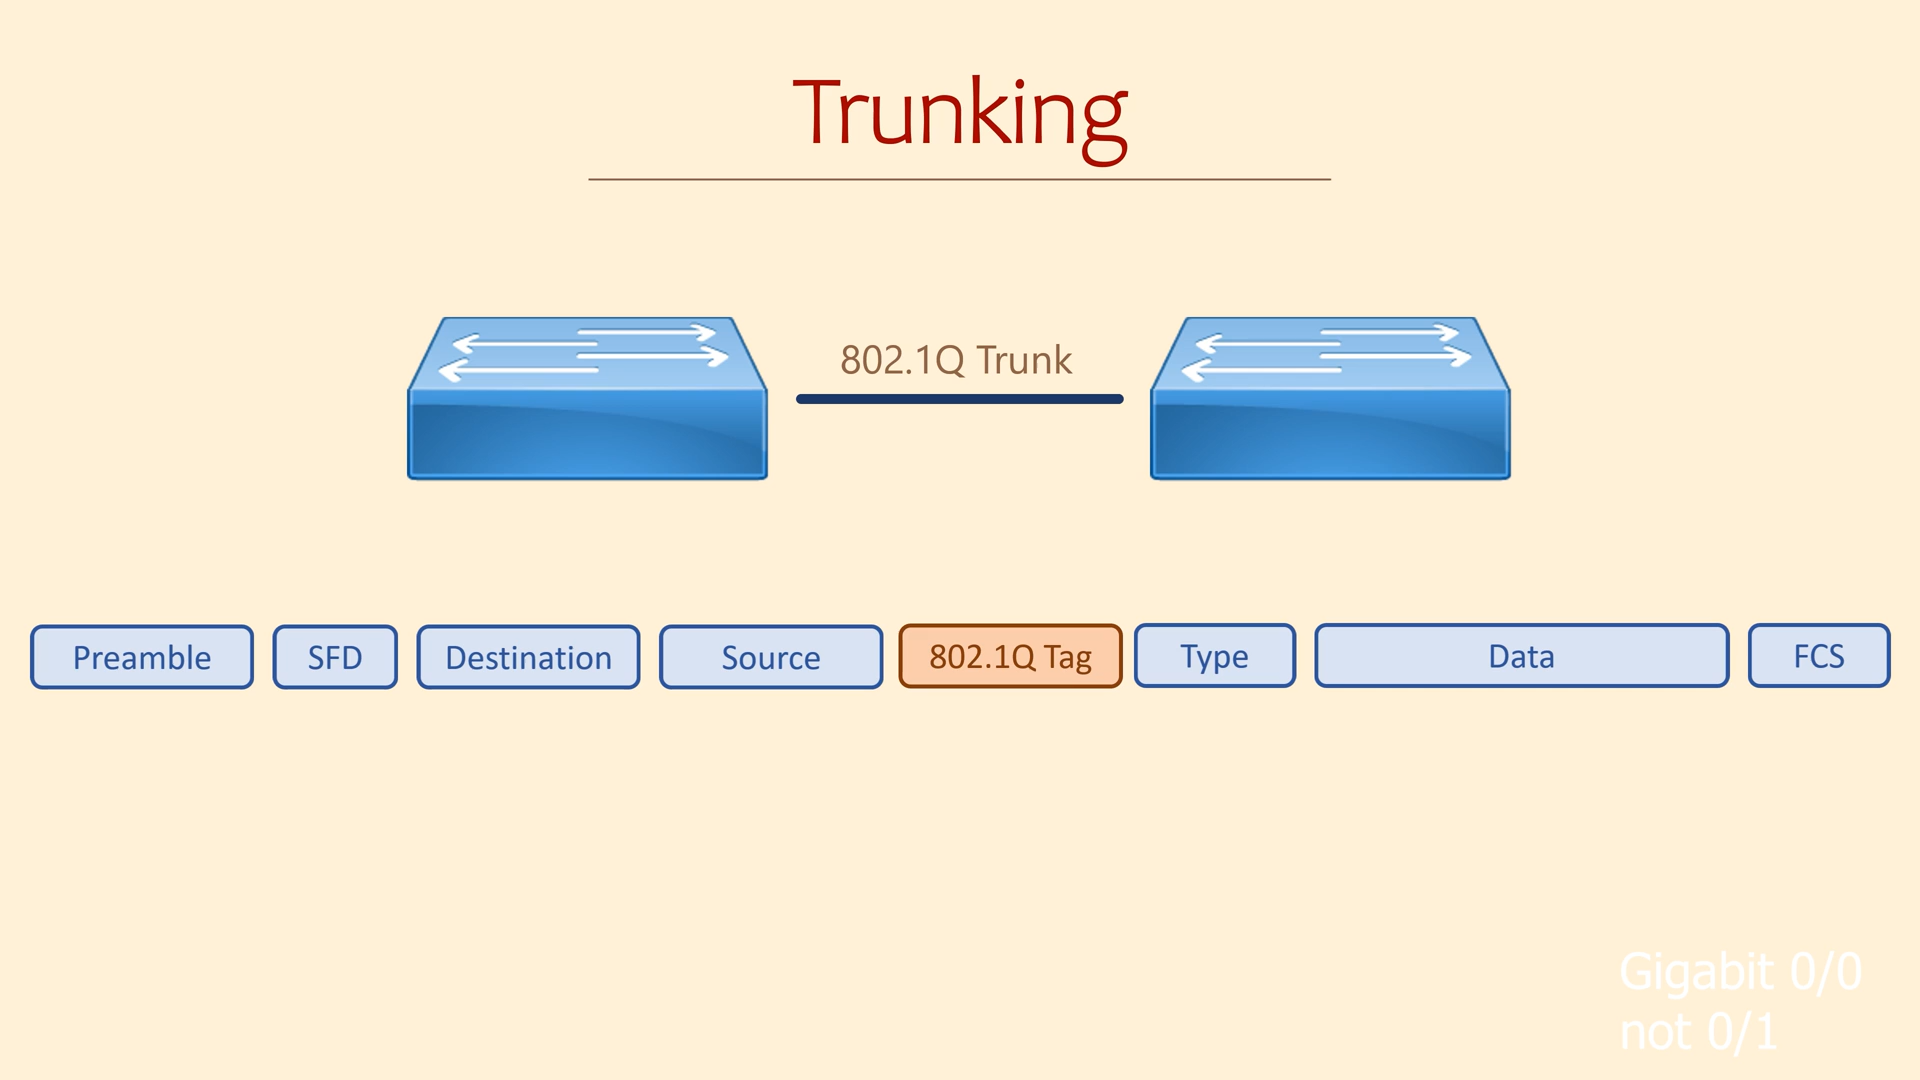 Trunking
802.1Q Trunk
Preamble SFD Destination Source 802.1Q Tag Type Data FCS
Gigabit 0/0
not 0/1